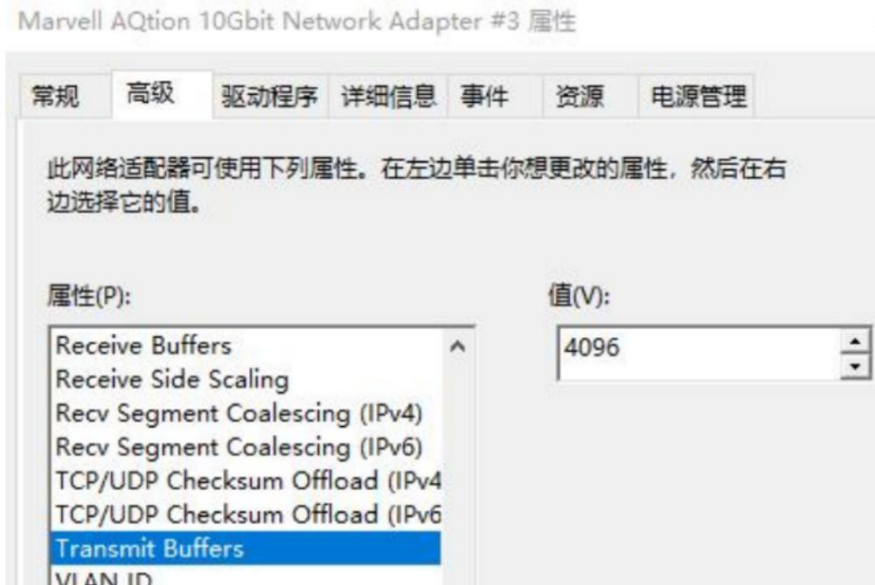 Marvell AQtion 10Gbit Network Adapter #3 属性
常规 高级 驱动程序 详细信息 事件 资源 电源管理
此网络适配器可使用下列属性。在左边单击你想更改的属性，然后在右
边选择它的值。
属性(P): 值(V):
Receive Buffers 4096
Receive Side Scaling
Recv Segment Coalescing (IPv4)
Recv Segment Coalescing (IPv6)
TCP/UDP Checksum Offload (IPv4
TCP/UDP Checksum Offload (IPv6
Transmit Buffers
VLAN ID